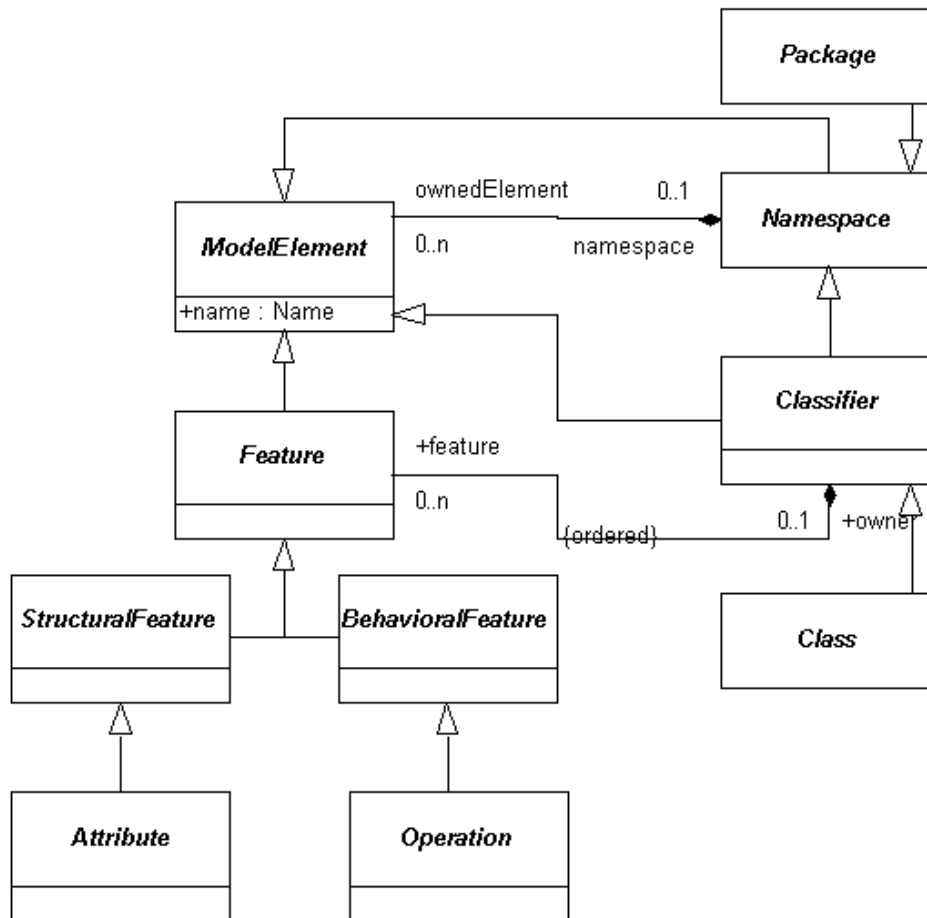 Package
ownedElement
0..1
Namespace
ModelElement
0..n
namespace
+name : Name
Classifier
Feature
+feature
0..n
{ordered}
0..1
+owner
StructuralFeature
BehavioralFeature
Class
Attribute
Operation